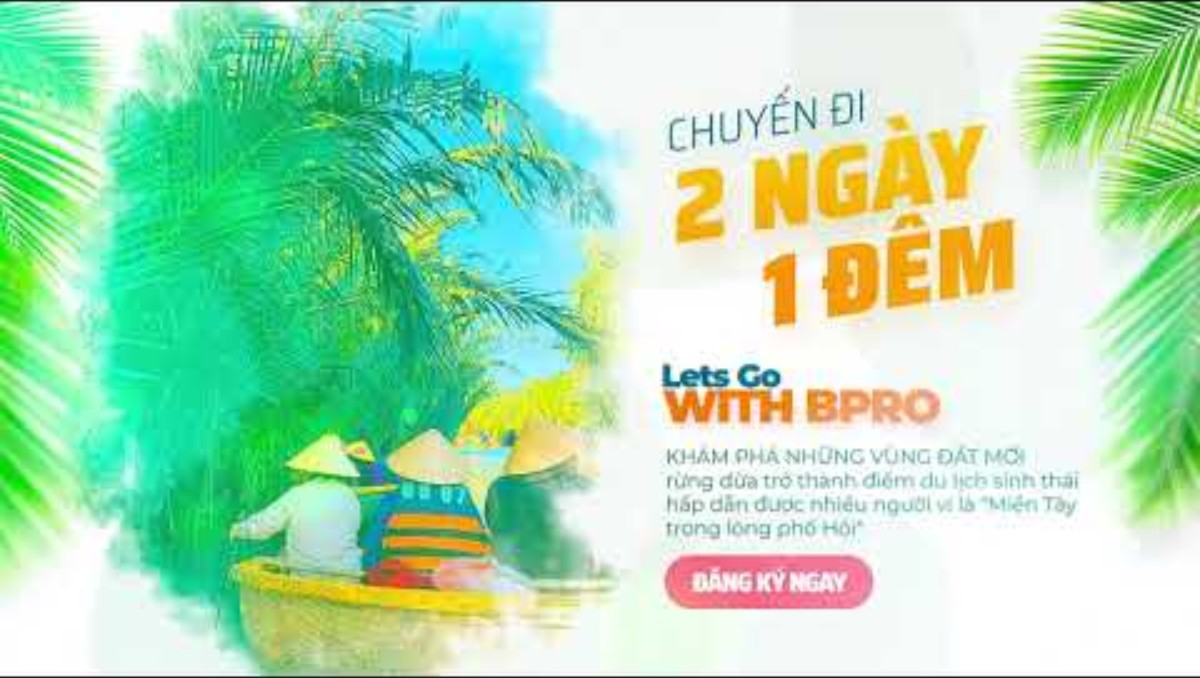 CHUYẾN ĐI
2 NGÀY
1 ĐÊM
Lets Go
WITH BPRO
KHÁM PHÁ NHỮNG VÙNG ĐẤT MỚI
rừng dừa trở thành điểm du lịch sinh thái
hấp dẫn được nhiều người ví là "Miền Tây
trong lòng phố Hội"
ĐĂNG KÝ NGAY